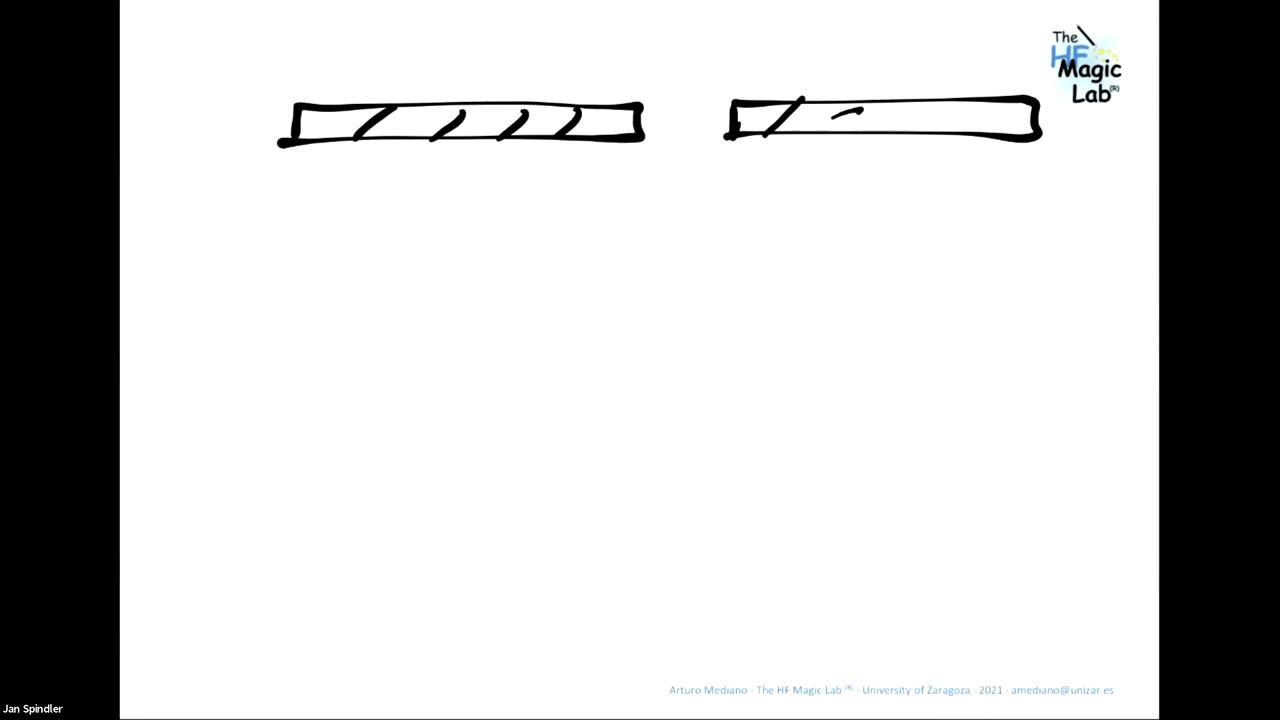 The
HF
Magic
Lab(R)
Arturo Mediano · The HF Magic Lab (R) · University of Zaragoza · 2021 · amediano@unizar.es
Jan Spindler